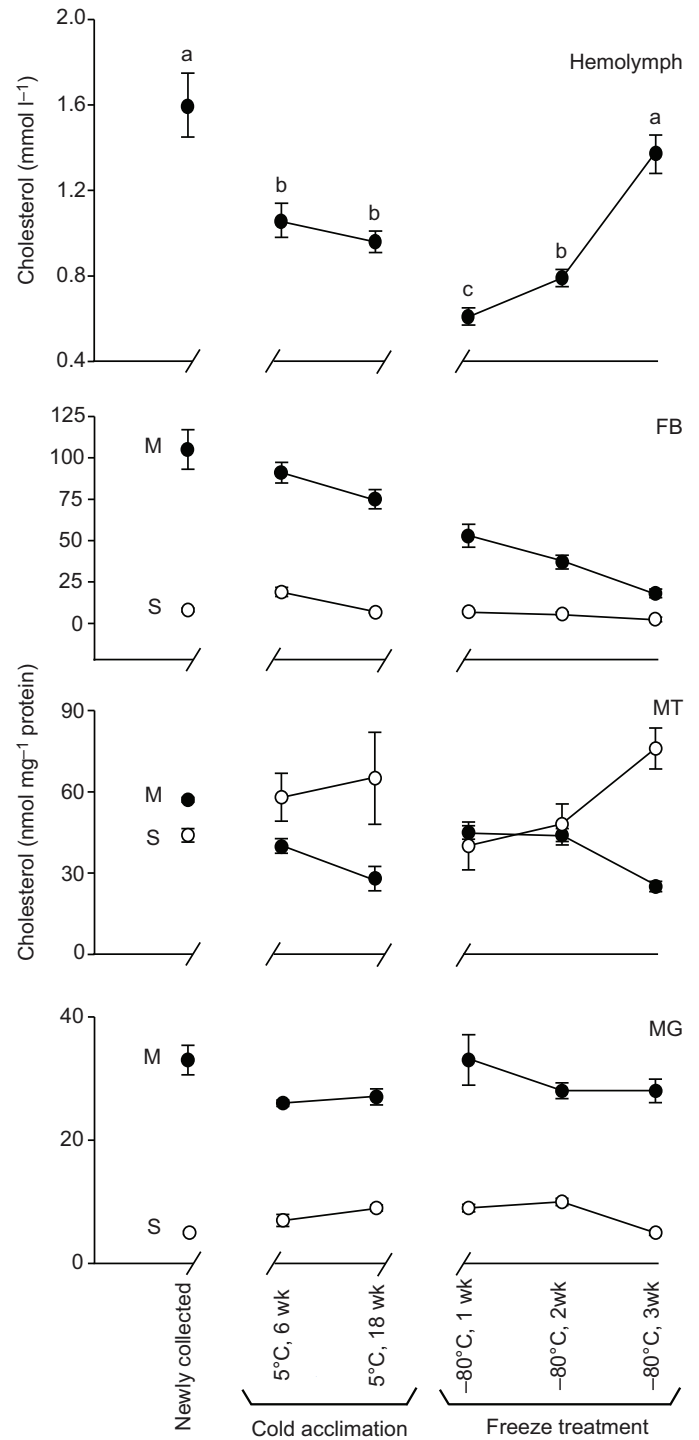 Cholesterol (mmol l⁻¹)
2.0
1.6
1.2
0.8
0.4
Hemolymph
a
b
b
c
b
a
Cholesterol (nmol mg⁻¹ protein)
125
100
75
50
25
0
FB
M
S
90
60
30
0
MT
M
S
40
20
0
MG
M
S
Newly collected
5°C, 6 wk
5°C, 18 wk
–80°C, 1 wk
–80°C, 2wk
–80°C, 3wk
Cold acclimation
Freeze treatment